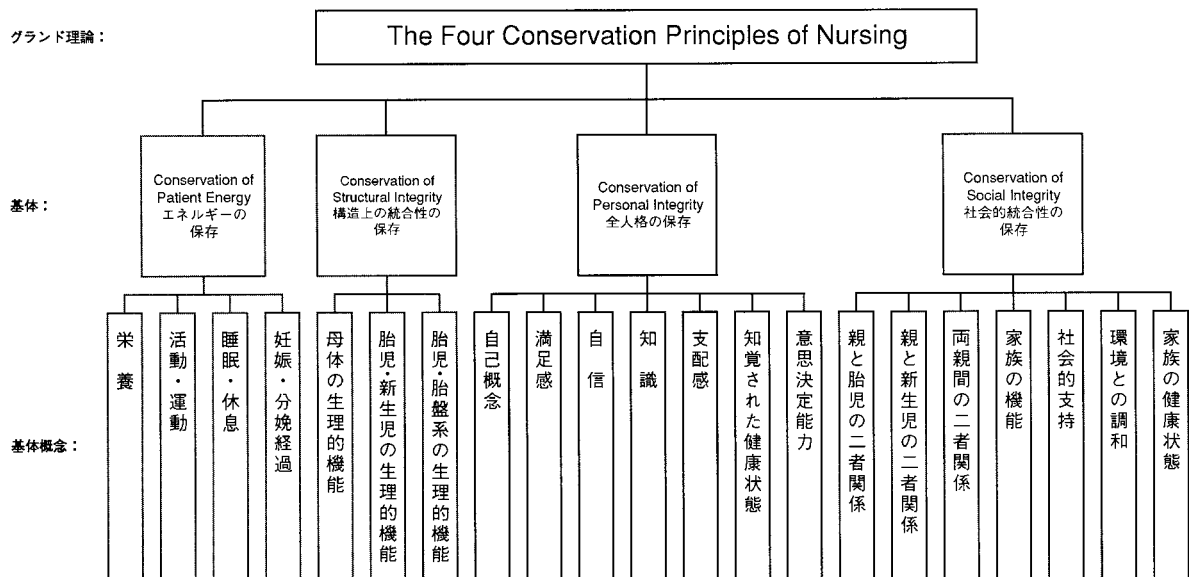 グランド理論：
The Four Conservation Principles of Nursing
基体：
Conservation of
Patient Energy
エネルギーの
保存
Conservation of
Structural Integrity
構造上の統合性の
保存
Conservation of
Personal Integrity
全人格の保存
Conservation of
Social Integrity
社会的統合性の
保存
基体概念：
栄養
活動・運動
睡眠・休息
妊娠・分娩経過
母体の生理的機能
胎児・新生児の生理的機能
胎児・胎盤系の生理的機能
自己概念
満足感
自信
知識
支配感
知覚された健康状態
意思決定能力
親と胎児の二者関係
親と新生児の二者関係
両親間の二者関係
家族の機能
社会的支持
環境との調和
家族の健康状態